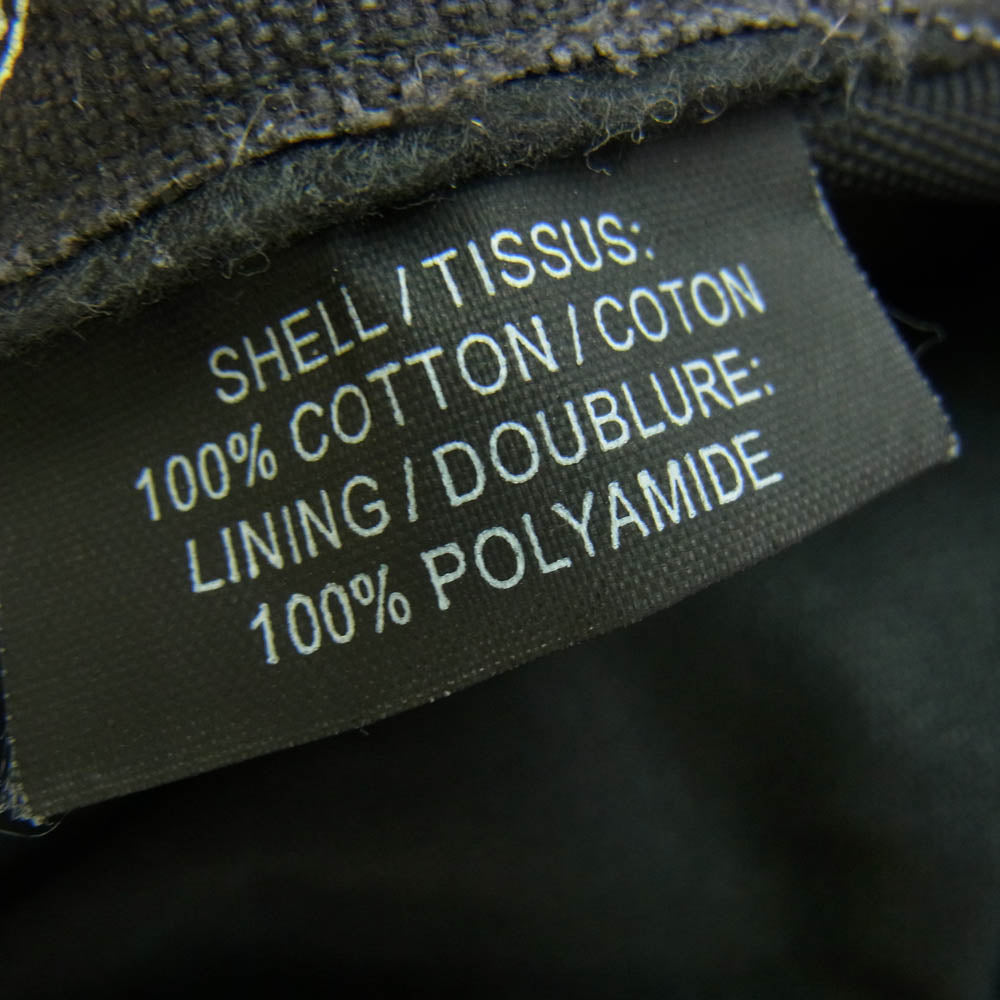 SHELL / TISSUS:
100% COTTON / COTON
LINING / DOUBLURE:
100% POLYAMIDE